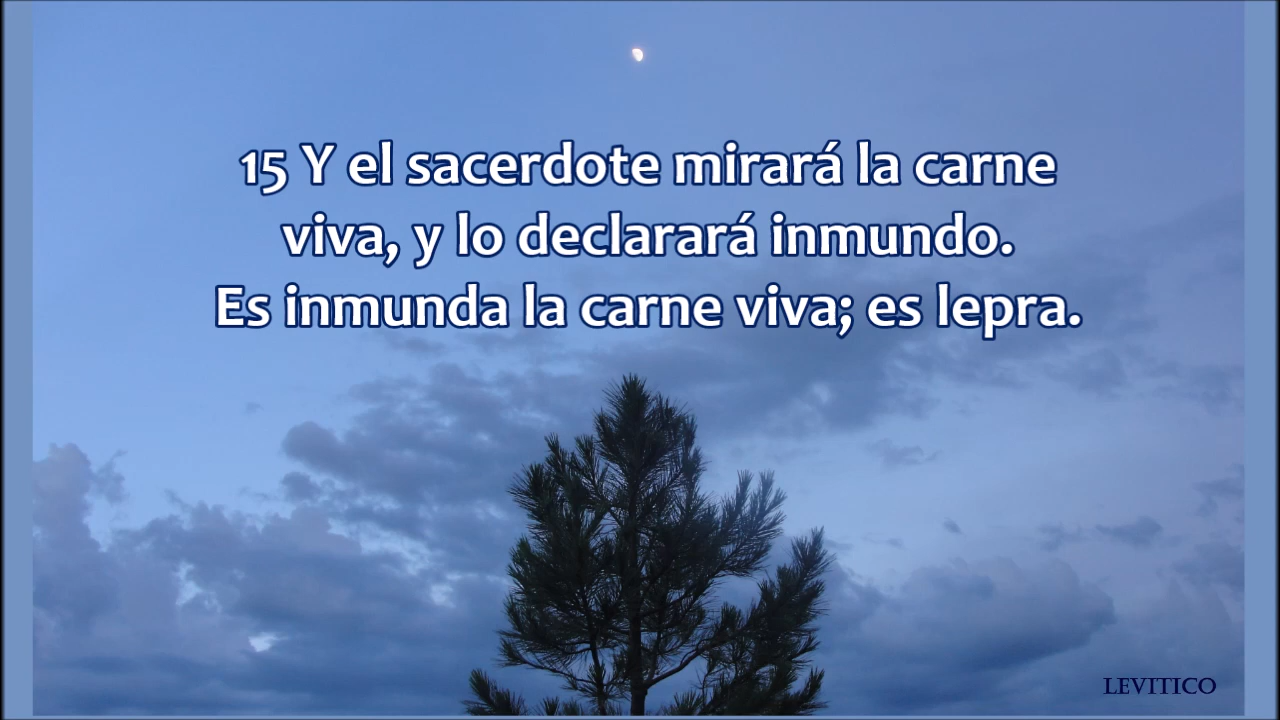 15 Y el sacerdote mirará la carne
viva, y lo declarará inmundo.
Es inmunda la carne viva; es lepra.
LEVITICO